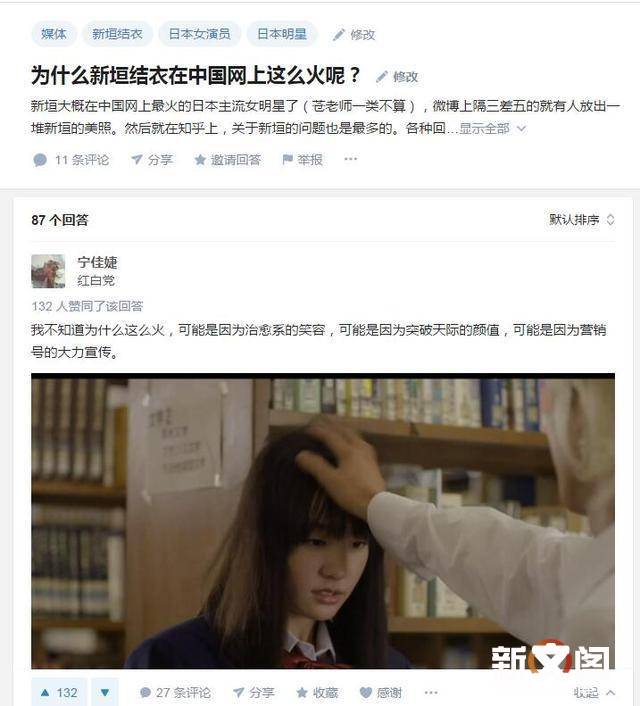 媒体 新垣结衣 日本女演员 日本明星 修改
为什么新垣结衣在中国网上这么火呢？ 修改
新垣大概在中国网上最火的日本主流女明星了（苍老师一类不算），微博上隔三差五的就有人放出一
堆新垣的美照。然后就在知乎上，关于新垣的问题也是最多的。各种回...显示全部
11 条评论 分享 邀请回答 举报 ...
87 个回答 默认排序
宁佳婕
红白党
132 人赞同了该回答
我不知道为什么这么火，可能是因为治愈系的笑容，可能是因为突破天际的颜值，可能是因为营销
号的大力宣传。
新文阁
132 27 条评论 分享 收藏 感谢 ... 收起